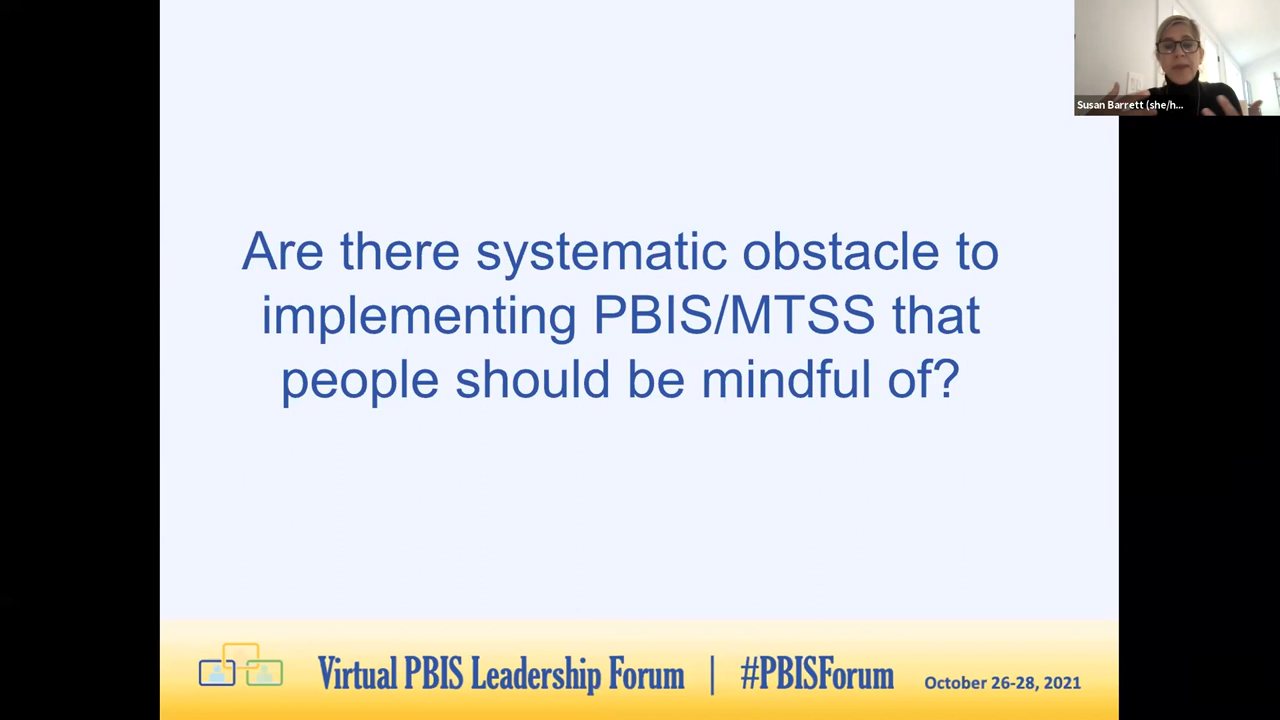 Susan Barrett (she/h...
Are there systematic obstacle to
implementing PBIS/MTSS that
people should be mindful of?
Virtual PBIS Leadership Forum | #PBISForum October 26-28, 2021